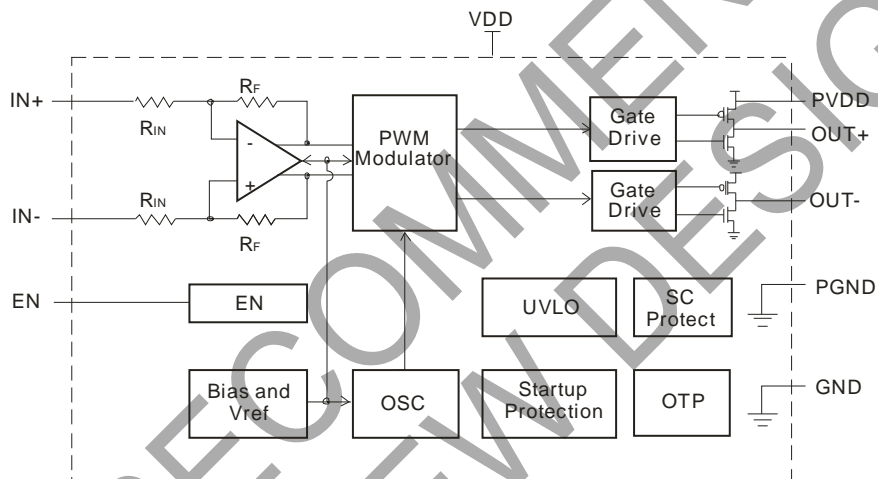 VDD
IN+
RIN
RF
-
+
RIN
RF
IN-
PWM
Modulator
Gate
Drive
Gate
Drive
PVDD
OUT+
OUT-
EN
EN
UVLO
SC
Protect
PGND
Bias and
Vref
OSC
Startup
Protection
OTP
GND